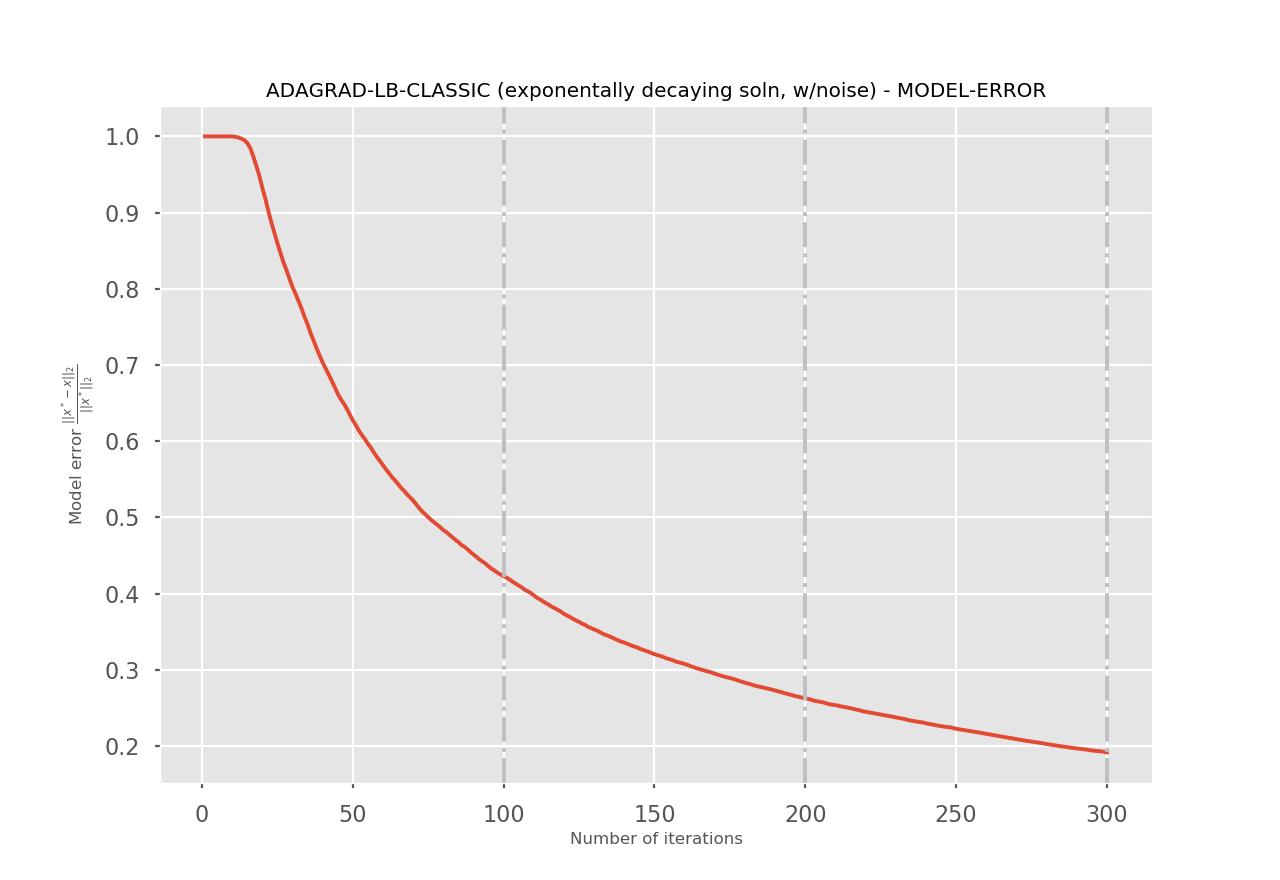 ADAGRAD-LB-CLASSIC (exponentially decaying soln, w/noise) - MODEL-ERROR
1.0
0.9
0.8
0.7
0.6
0.5
0.4
0.3
0.2
Model error ||x* − x||₂ / ||x*||₂
0 50 100 150 200 250 300
Number of iterations